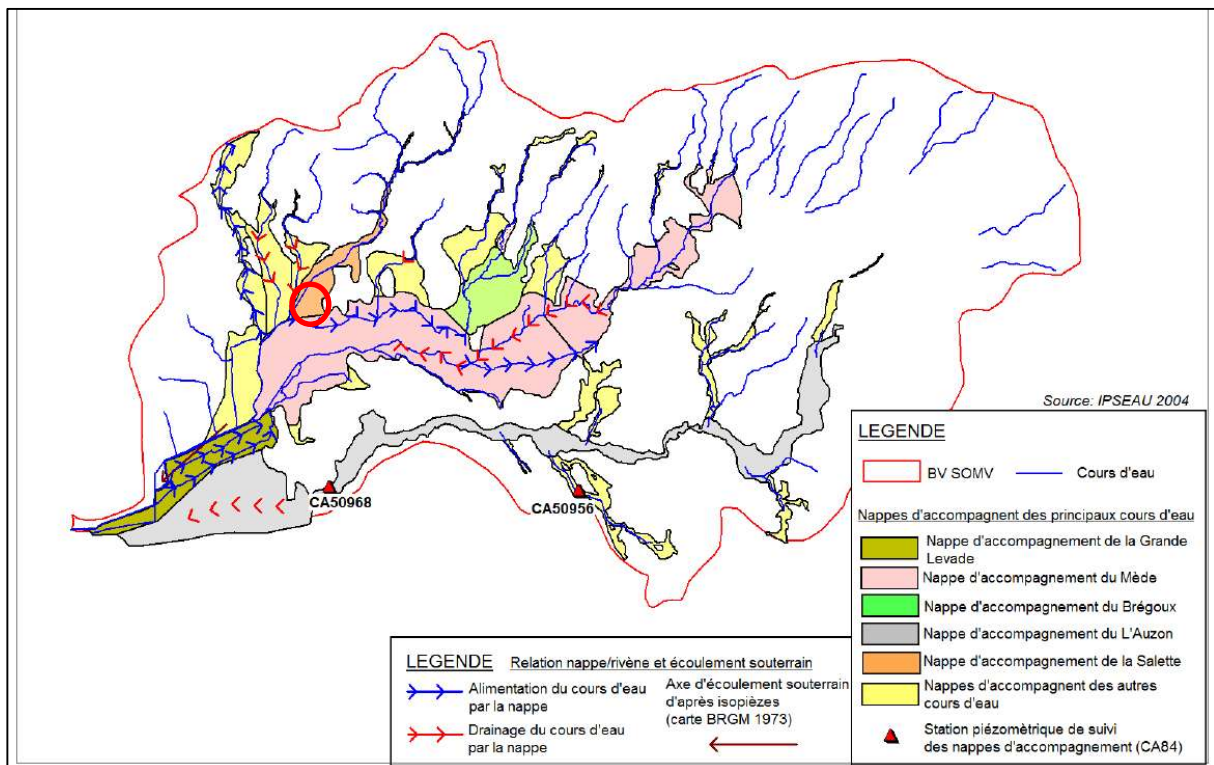 Source: IPSEAU 2004
CA50968
CA50956
LEGENDE
BV SOMV
Cours d'eau
Nappes d'accompagnent des principaux cours d'eau
Nappe d'accompagnement de la Grande
Levade
Nappe d'accompagnement du Mède
Nappe d'accompagnement du Brégoux
Nappe d'accompagnement du L'Auzon
Nappe d'accompagnement de la Salette
Nappes d'accompagnent des autres
cours d'eau
Station piézomètrique de suivi
des nappes d'accompagnement (CA84)
LEGENDE Relation nappe/rivène et écoulement souterrain
Alimentation du cours d'eau
par la nappe
Drainage du cours d'eau
par la nappe
Axe d'écoulement souterrain
d'après isopièzes
(carte BRGM 1973)